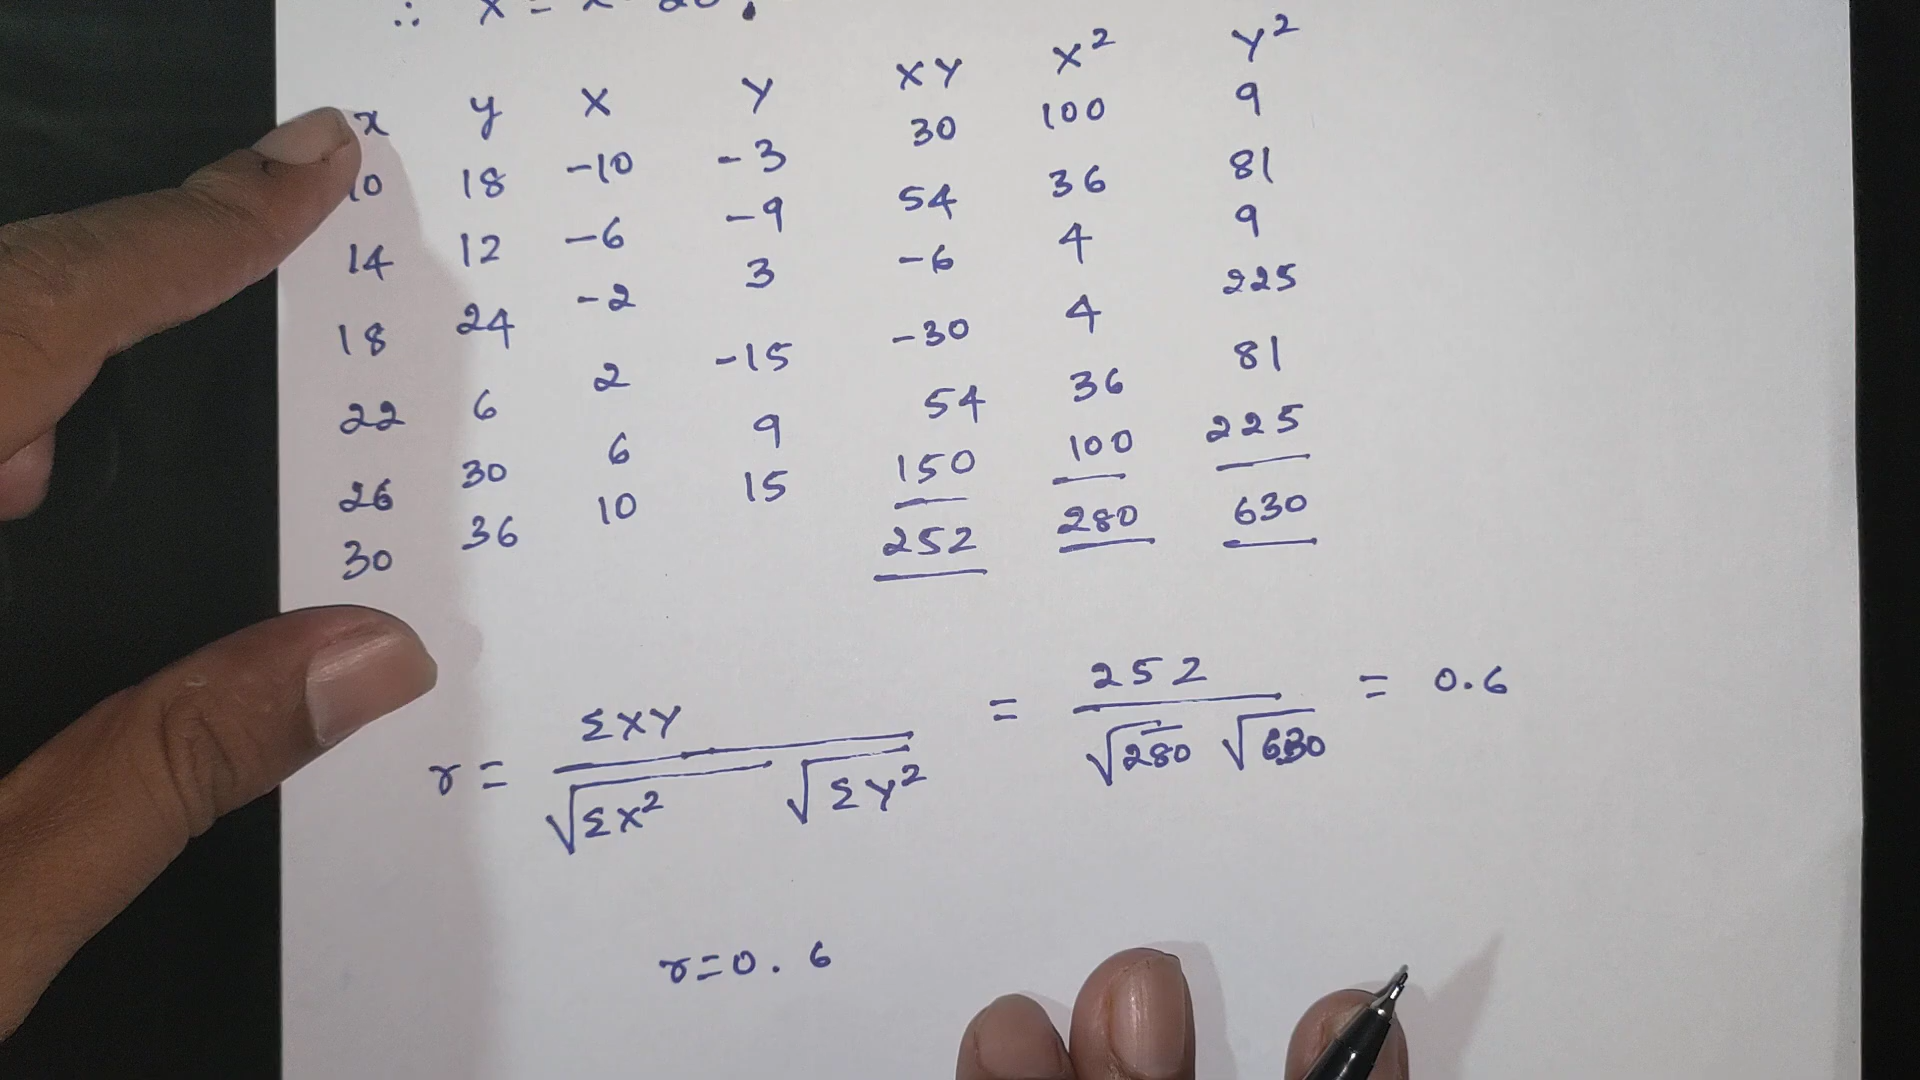 ∴ X = x - 20
x y X Y XY X² Y²
10 18 -10 -3 30 100 9
14 12 -6 -9 54 36 81
18 24 -2 3 -6 4 9
22 6 2 -15 -30 4 225
26 30 6 9 54 36 81
30 36 10 15 150 100 225
252 280 630
r = ΣXY / √ΣX² √ΣY² = 252 / √280 √630 = 0.6
r = 0.6